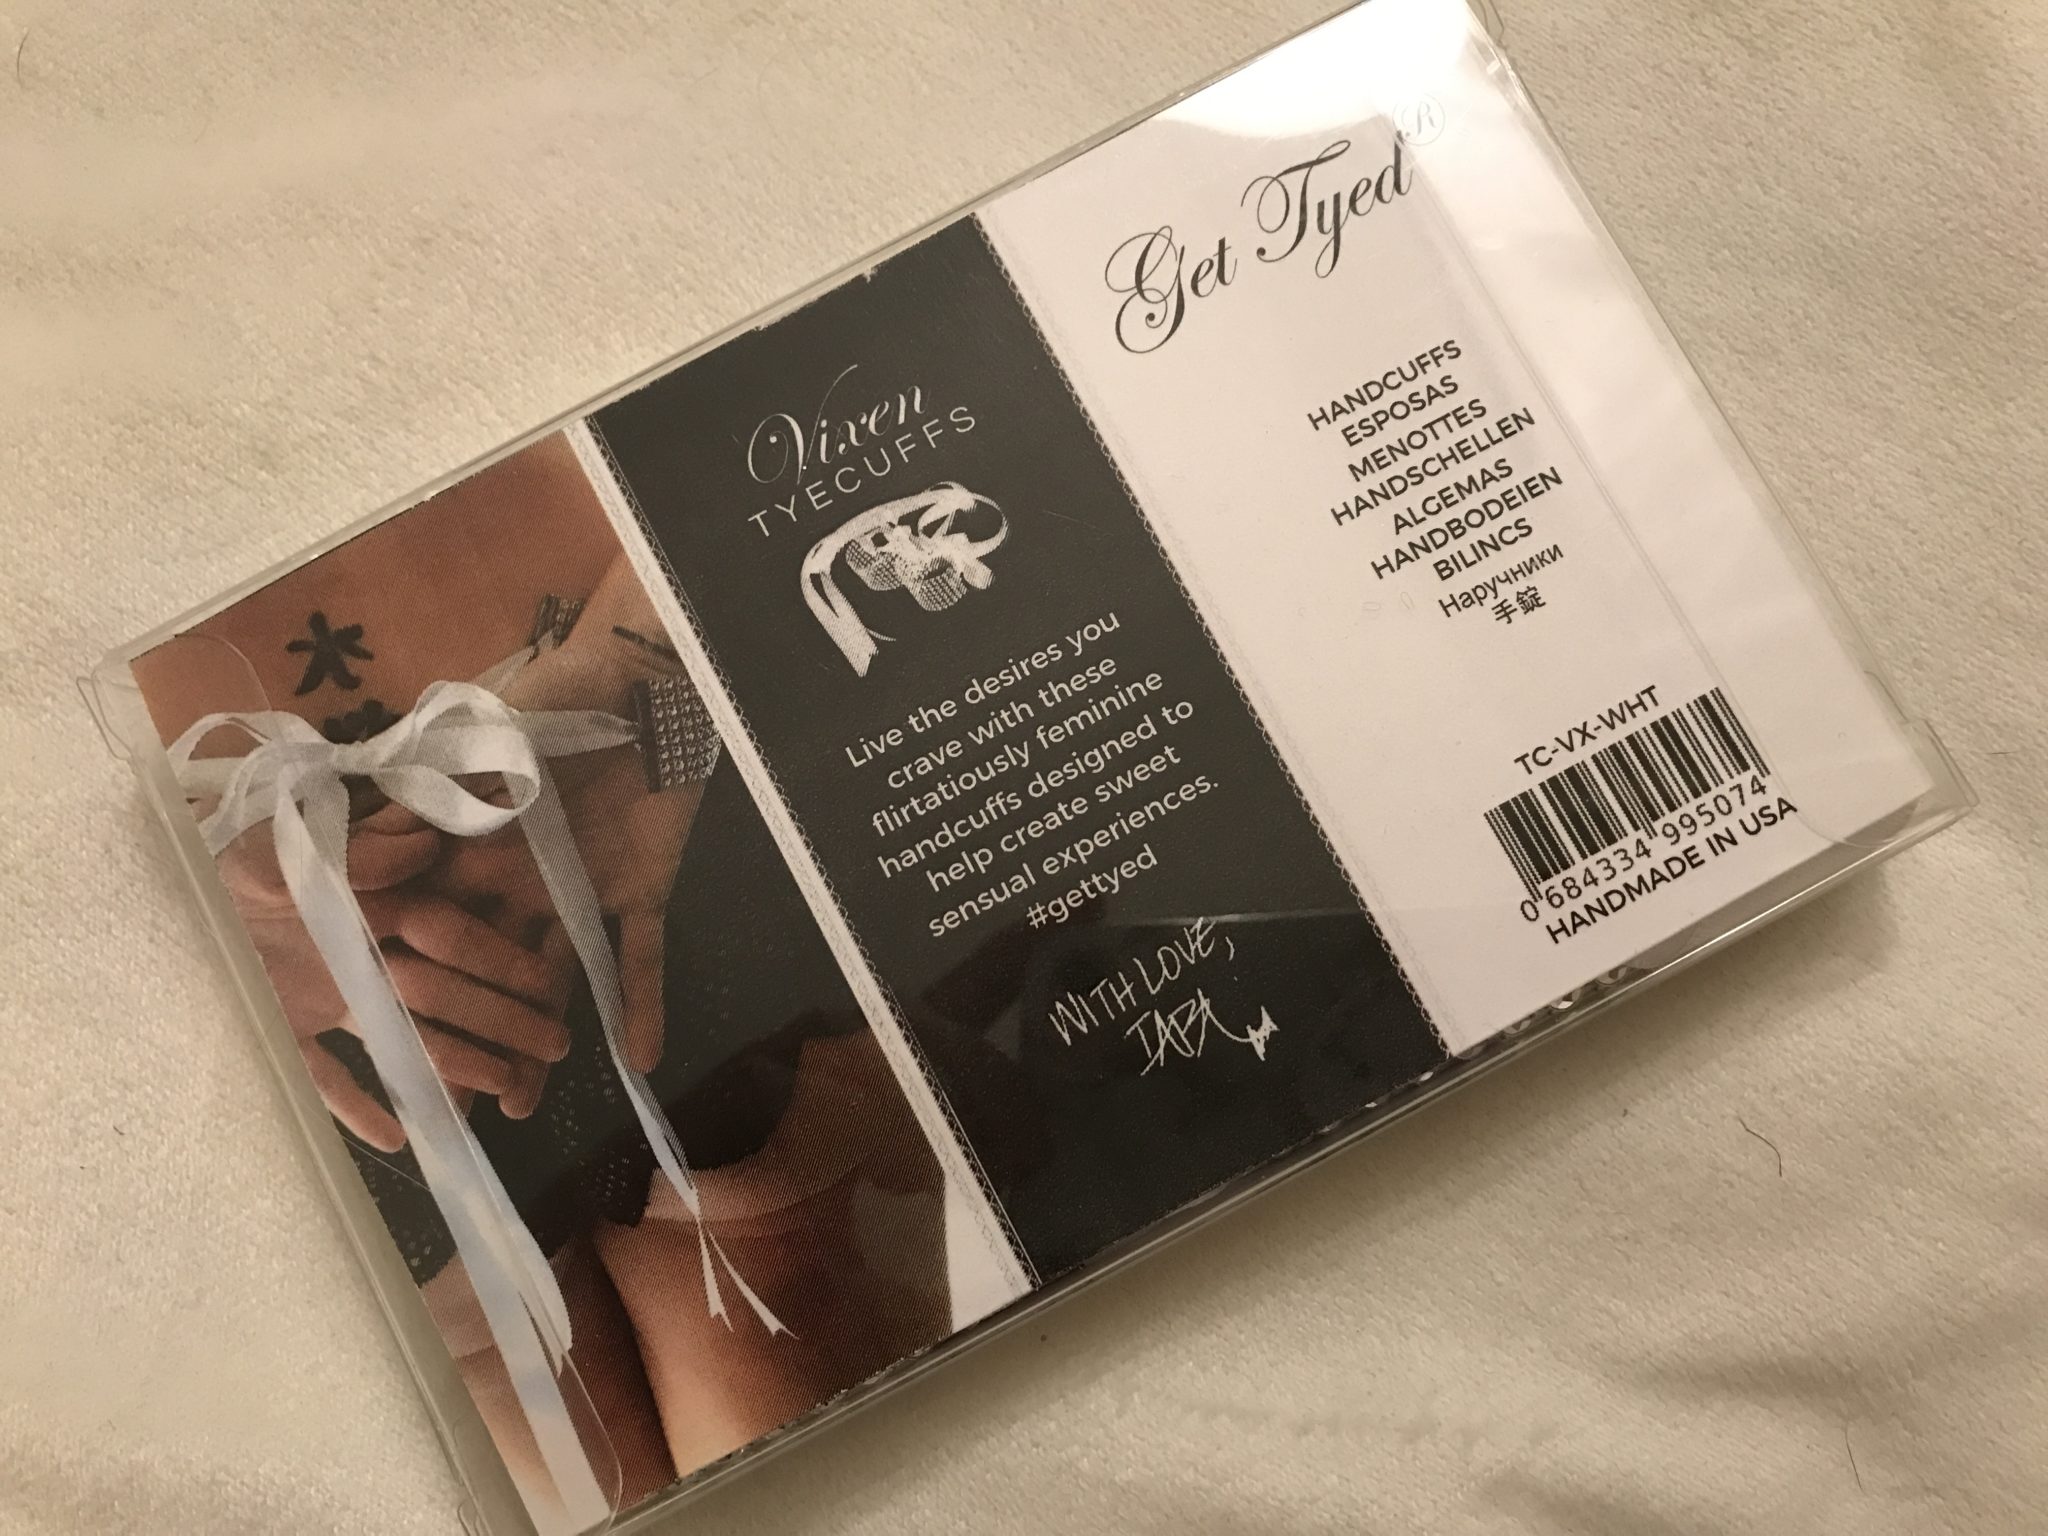 Vixen
TYECUFFS
Live the desires you
crave with these
flirtatiously feminine
handcuffs designed to
help create sweet
sensual experiences.
#gettyed
WITH LOVE,
TARA
Get Tyed®
HANDCUFFS
ESPOSAS
MENOTTES
HANDSCHELLEN
ALGEMAS
HANDBODEIEN
BILINCS
Наручники
手錠
TC-VX-WHT
0 684334 995074
HANDMADE IN USA